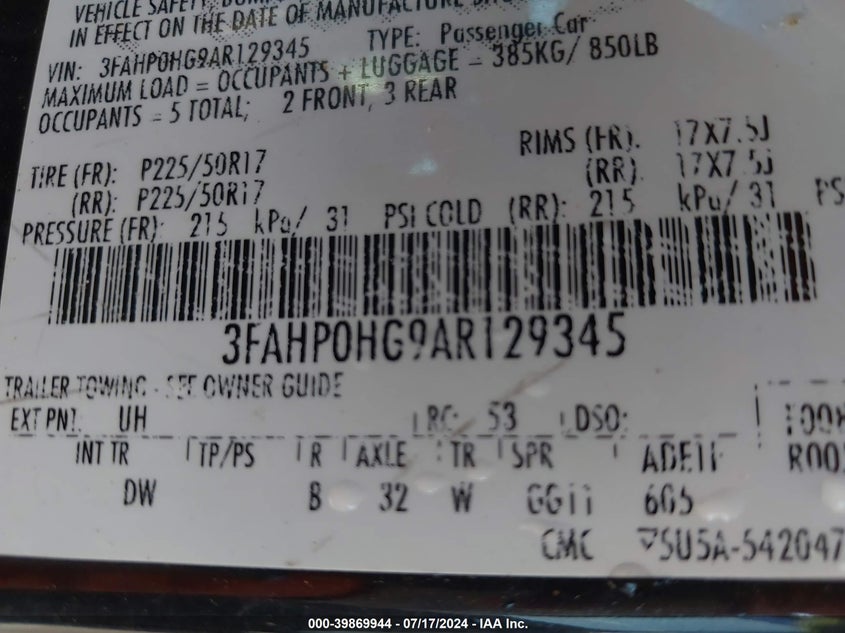 VEHICLE SAFETY,
IN EFFECT ON THE DATE OF MANUFACTURE
VIN: 3FAHP0HG9AR129345 TYPE: Passenger Car
MAXIMUM LOAD = OCCUPANTS + LUGGAGE = 385KG/ 850LB
OCCUPANTS = 5 TOTAL; 2 FRONT, 3 REAR
RIMS (FR). 17X7.5J
TIRE (FR): P225/50R17 (RR). 17X7.5J
(RR): P225/50R17
PRESSURE (FR): 215 kPa/ 31 PSI COLD (RR): 215 kPa/ 31 PS
3FAHP0HG9AR129345
TRAILER TOWING - SEE OWNER GUIDE
EXT PNT. UH RC: 53 DSO:
INT TR TP/PS R AXLE TR SPR
DW 8 32 W
CMC
000-39869944 - 07/17/2024 - IAA Inc.